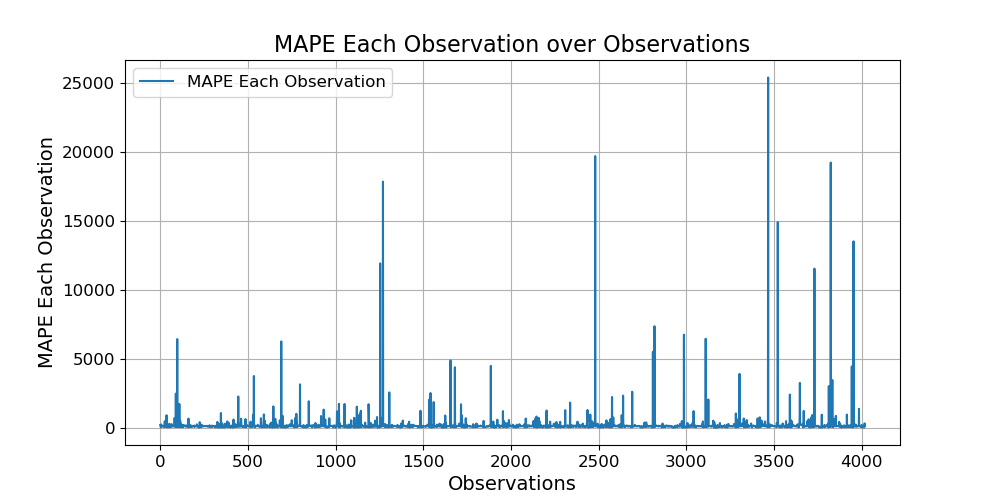 MAPE Each Observation over Observations
MAPE Each Observation
MAPE Each Observation
25000
20000
15000
10000
5000
0
0 500 1000 1500 2000 2500 3000 3500 4000
Observations